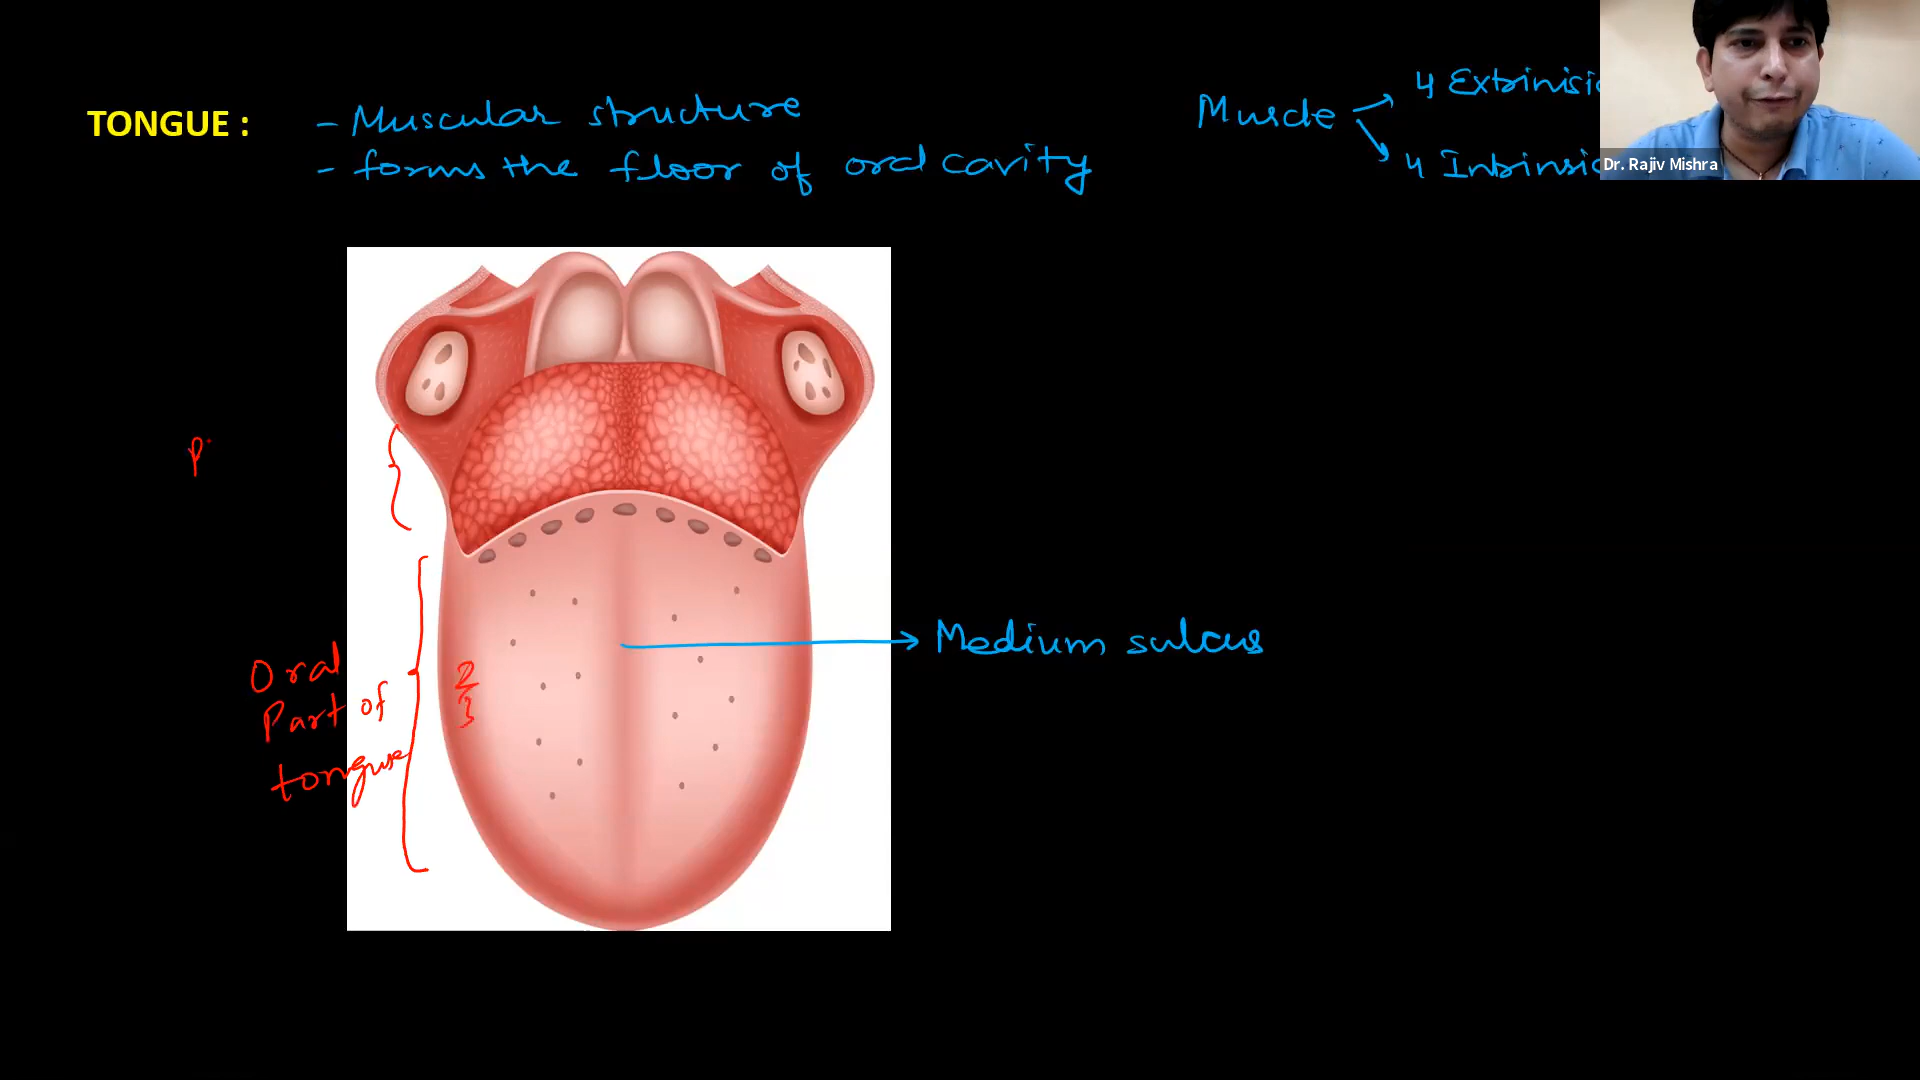 TONGUE :
- Muscular structure
- forms the floor of oral cavity
Muscle
4 Extrinisic
4 Intrinsic
Dr. Rajiv Mishra
P
Medium sulcus
Oral
Part of
tongue
2/3